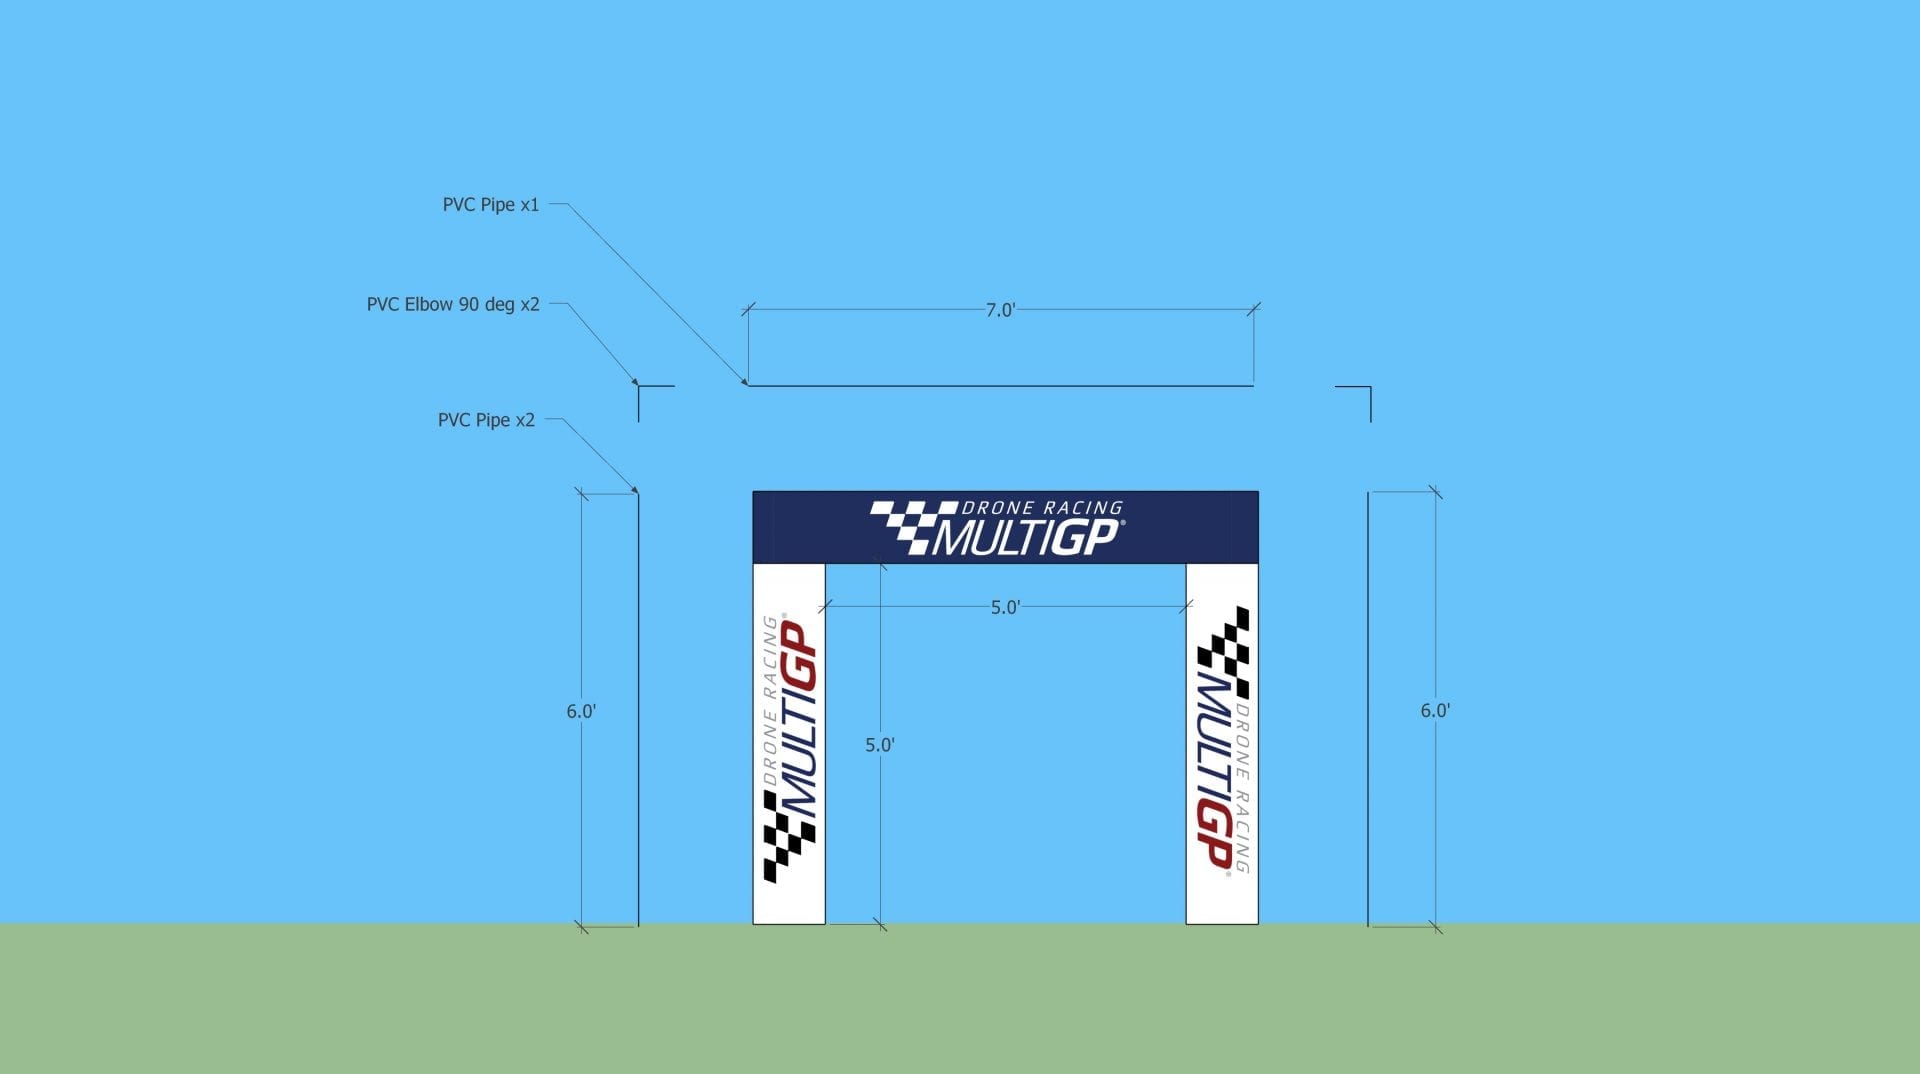 PVC Pipe x1
PVC Elbow 90 deg x2
7.0'
PVC Pipe x2
DRONE RACING
MULTIGP®
5.0'
DRONE RACING
MULTIGP®
DRONE RACING
MULTIGP®
6.0'
5.0'
6.0'